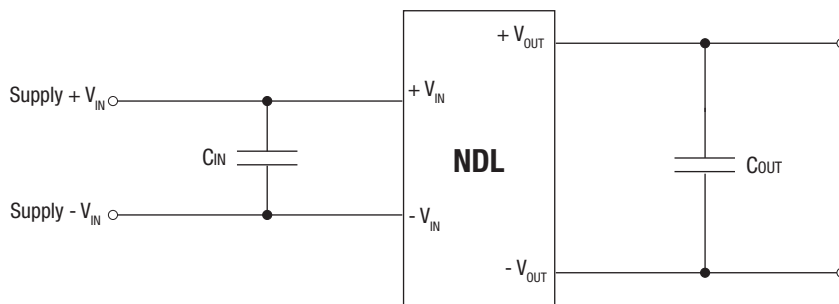 + VOUT
Supply + VIN
+ VIN
CIN
NDL
COUT
Supply - VIN
- VIN
- VOUT